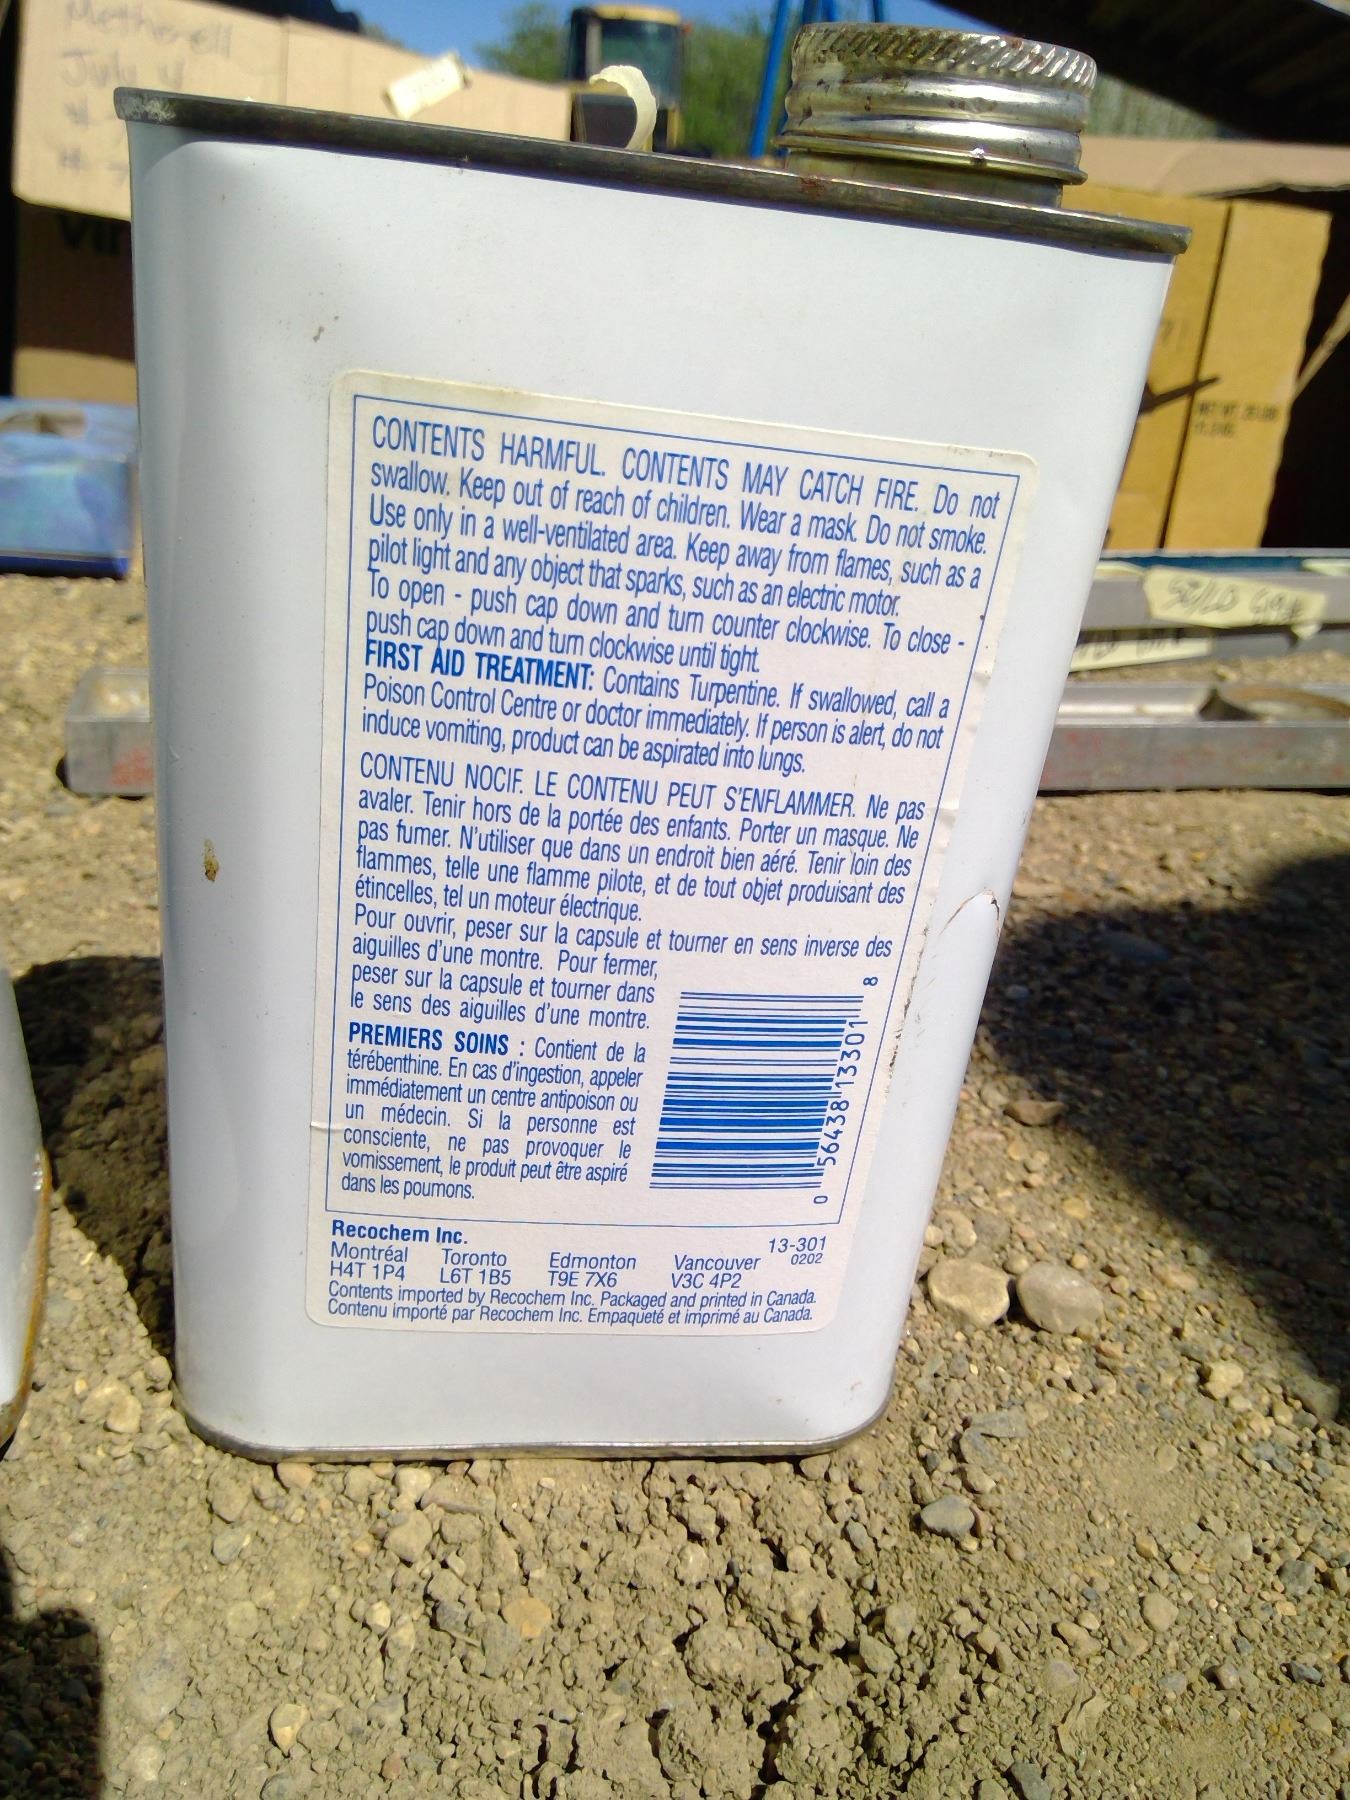 Methewell
July 4
CONTENTS HARMFUL. CONTENTS MAY CATCH FIRE. Do not
swallow. Keep out of reach of children. Wear a mask. Do not smoke.
Use only in a well-ventilated area. Keep away from flames, such as a
pilot light and any object that sparks, such as an electric motor.
To open - push cap down and turn counter clockwise. To close -
push cap down and turn clockwise until tight.
FIRST AID TREATMENT: Contains Turpentine. If swallowed, call a
Poison Control Centre or doctor immediately. If person is alert, do not
induce vomiting, product can be aspirated into lungs.
CONTENU NOCIF. LE CONTENU PEUT S'ENFLAMMER. Ne pas
avaler. Tenir hors de la portée des enfants. Porter un masque. Ne
pas fumer. N'utiliser que dans un endroit bien aéré. Tenir loin des
flammes, telle une flamme pilote, et de tout objet produisant des
étincelles, tel un moteur électrique.
Pour ouvrir, peser sur la capsule et tourner en sens inverse des
aiguilles d'une montre. Pour fermer,
peser sur la capsule et tourner dans
le sens des aiguilles d'une montre.
PREMIERS SOINS : Contient de la
térébenthine. En cas d'ingestion, appeler
immédiatement un centre antipoison ou
un médecin. Si la personne est
consciente, ne pas provoquer le
vomissement, le produit peut être aspiré
dans les poumons.
0 56438 13301 8
Recochem Inc.
13-301
0202
Montréal Toronto Edmonton Vancouver
H4T 1P4 L6T 1B5 T9E 7X6 V3C 4P2
Contents imported by Recochem Inc. Packaged and printed in Canada.
Contenu importé par Recochem Inc. Empaqueté et imprimé au Canada.